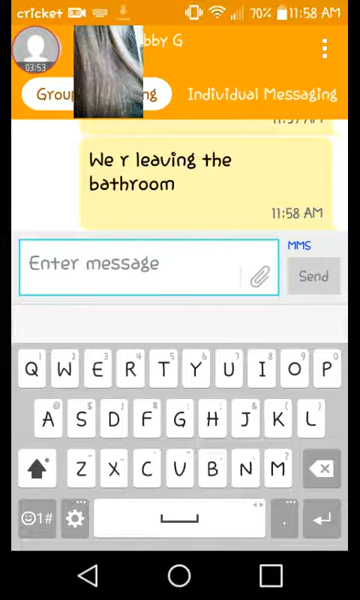 cricket 70% 11:58 AM
bby G
03:53
Group ng Individual Messaging
We r leaving the
bathroom
11:58 AM
MMS
Enter message
Send
Q W E R T Y U I O P
A S D F G H J K L
Z X C V B N M
1# .